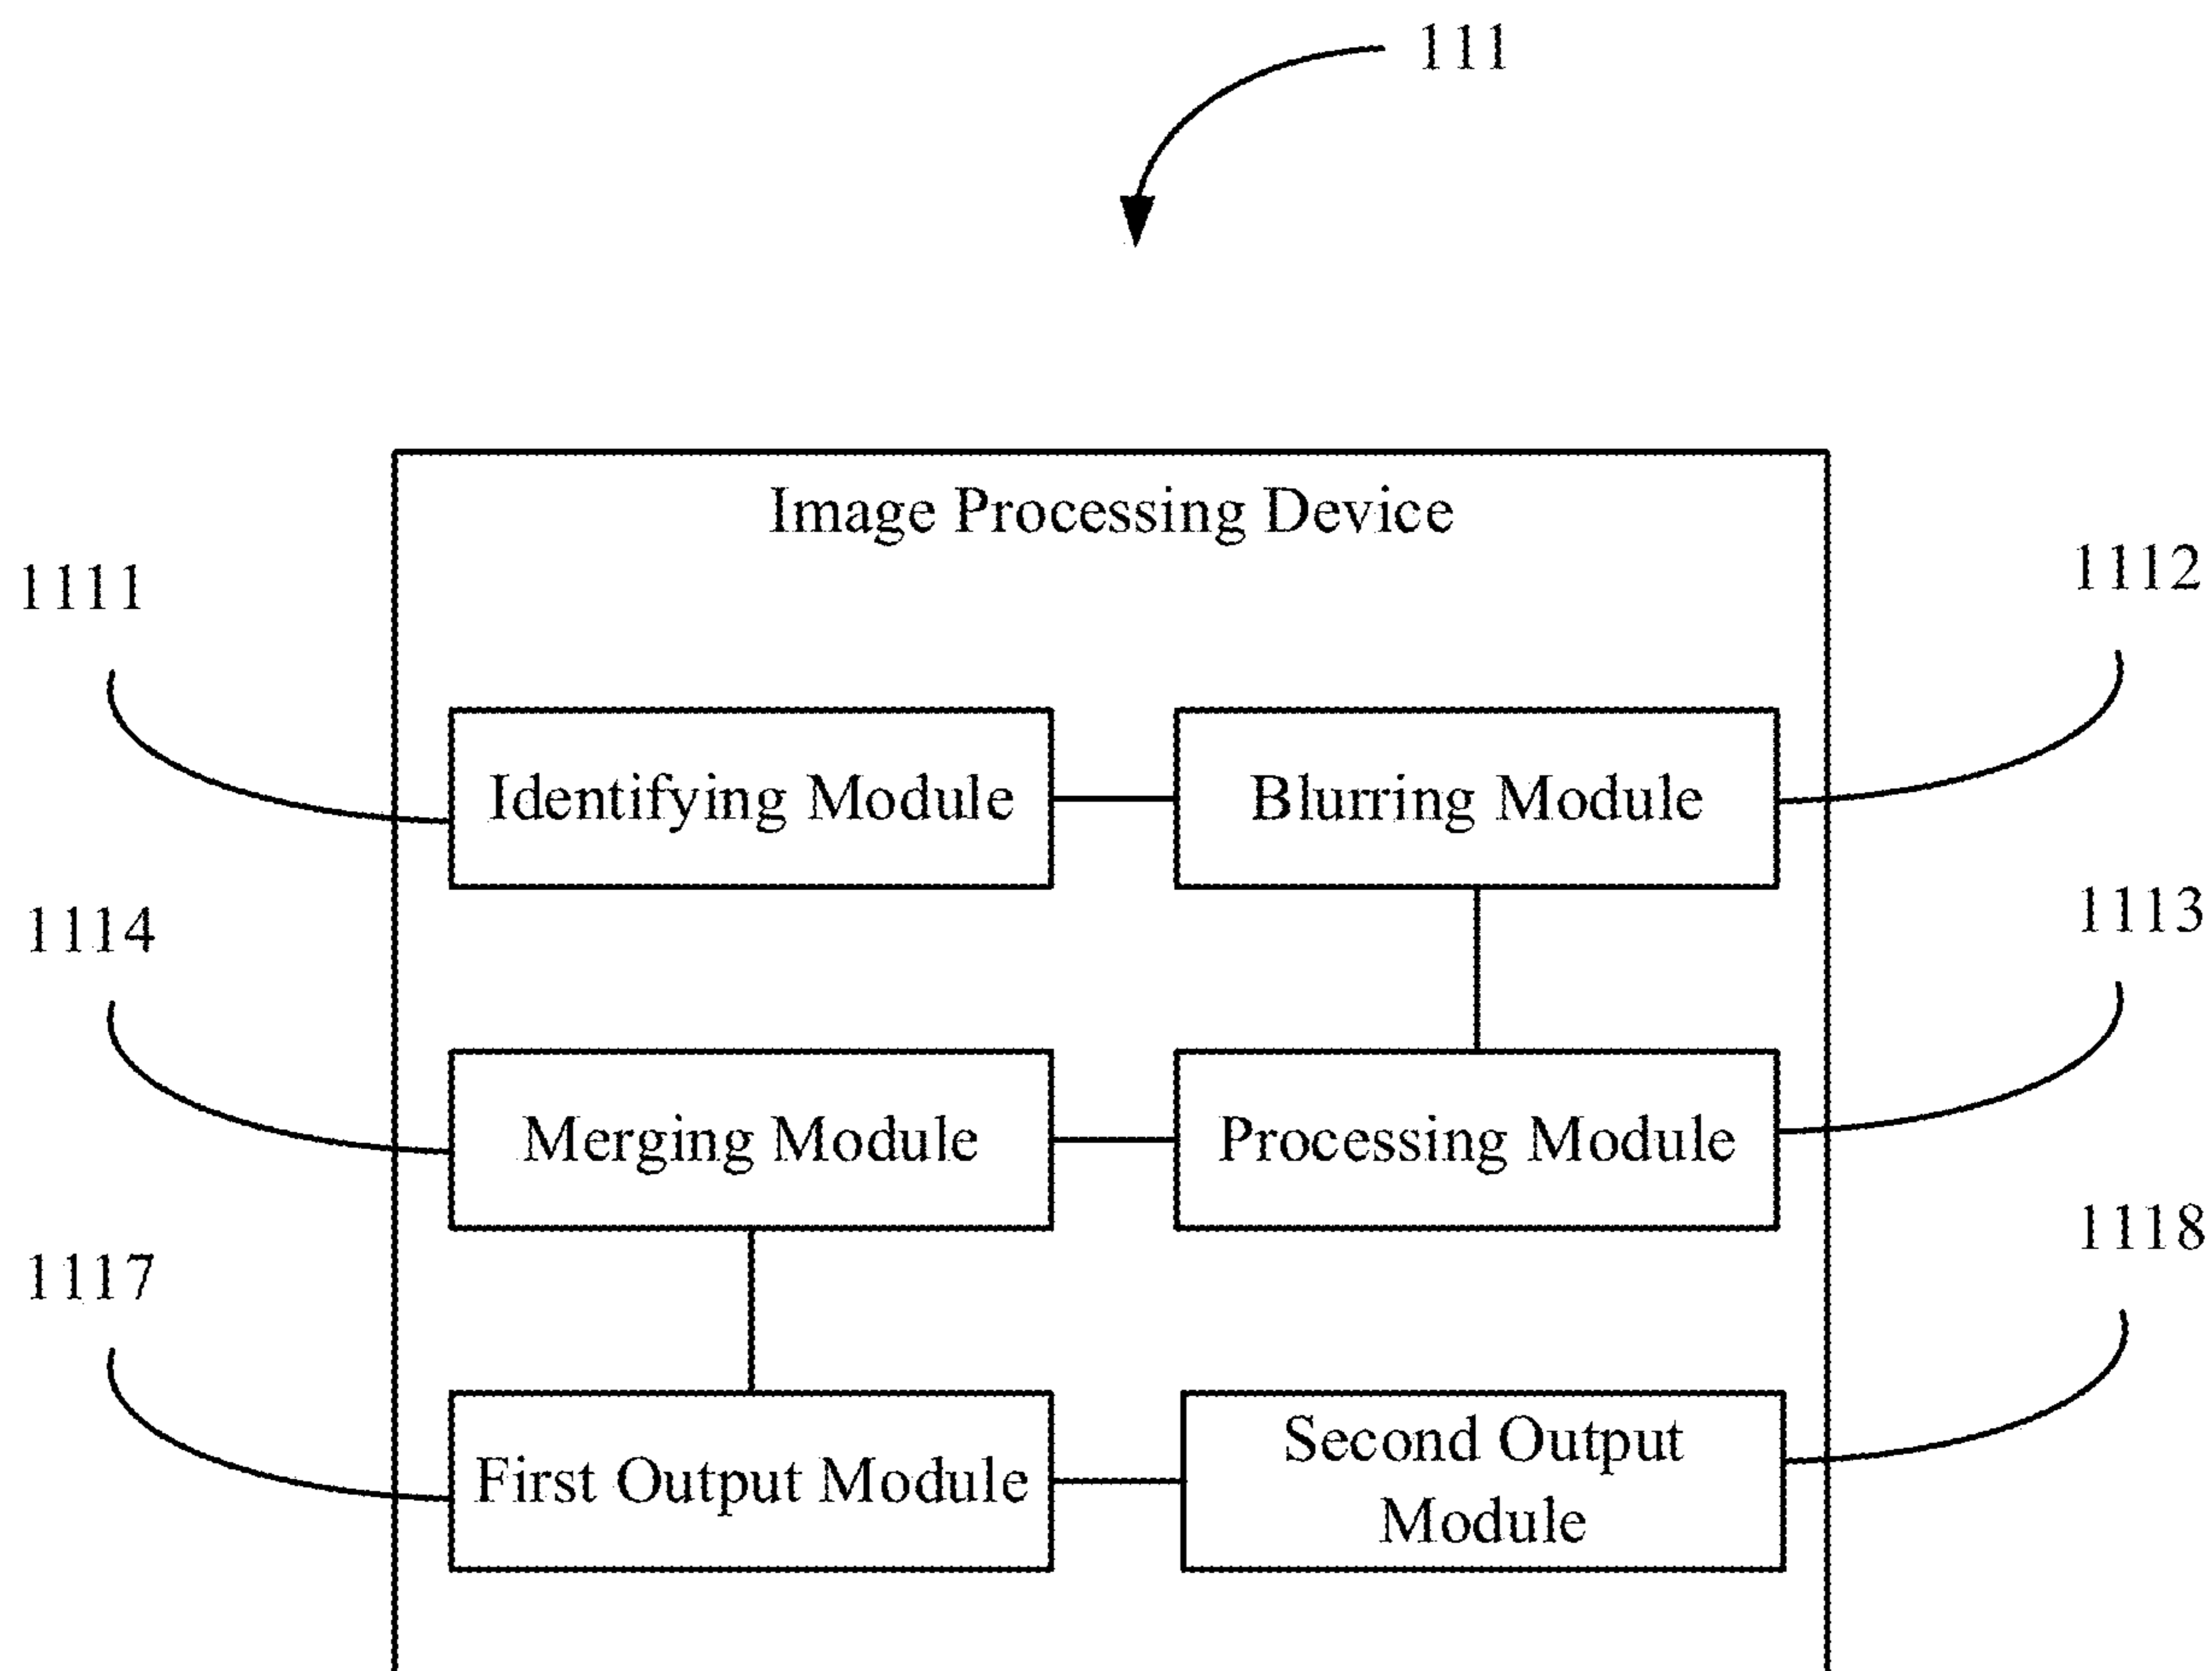 111
Image Processing Device
1111
1112
Identifying Module
Blurring Module
1114
1113
Merging Module
Processing Module
1117
1118
First Output Module
Second Output
Module